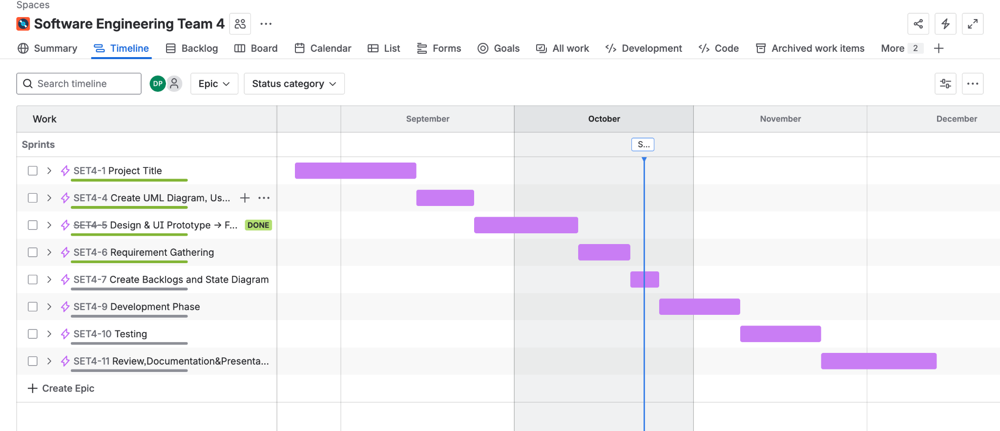 Spaces
Software Engineering Team 4
Summary Timeline Backlog Board Calendar List Forms Goals All work Development Code Archived work items More 2
Search timeline DP Epic Status category
Work September October November December
Sprints S...
SET4-1 Project Title
SET4-4 Create UML Diagram, Us...
SET4-5 Design & UI Prototype → F... DONE
SET4-6 Requirement Gathering
SET4-7 Create Backlogs and State Diagram
SET4-9 Development Phase
SET4-10 Testing
SET4-11 Review,Documentation&Presenta...
Create Epic